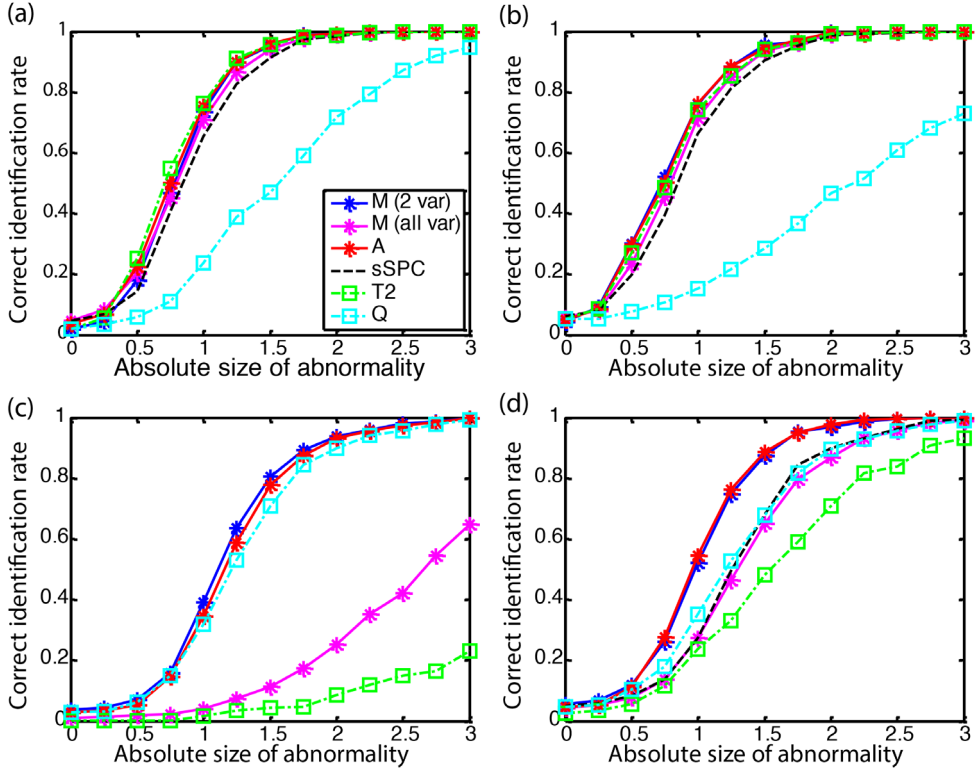 (a)
Correct identification rate
1
0.8
0.6
0.4
0.2
0
0 0.5 1 1.5 2 2.5 3
Absolute size of abnormality
M (2 var)
M (all var)
A
sSPC
T2
Q
(b)
Correct identification rate
1
0.8
0.6
0.4
0.2
0
0 0.5 1 1.5 2 2.5 3
Absolute size of abnormality
(c)
Correct identification rate
1
0.8
0.6
0.4
0.2
0
0 0.5 1 1.5 2 2.5 3
Absolute size of abnormality
(d)
Correct identification rate
1
0.8
0.6
0.4
0.2
0
0 0.5 1 1.5 2 2.5 3
Absolute size of abnormality